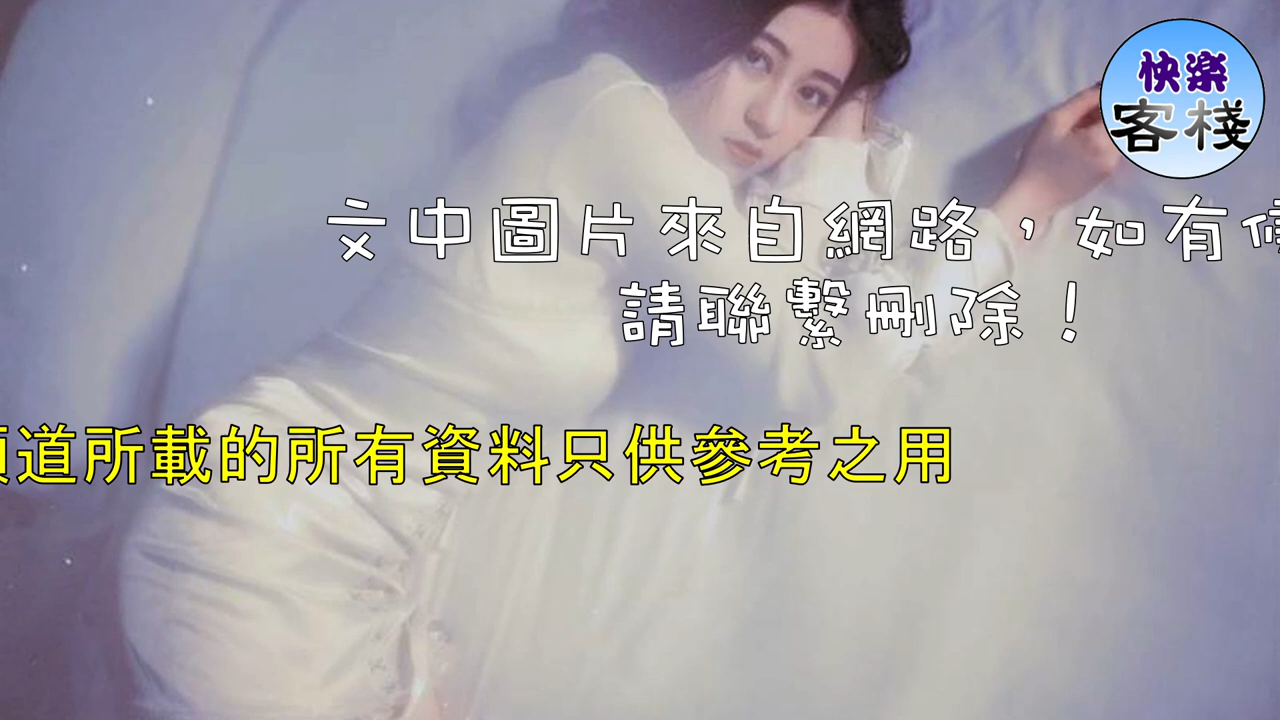 快樂
客棧
文中圖片來自網路，如有
請聯繫刪除！
道所載的所有資料只供參考之用